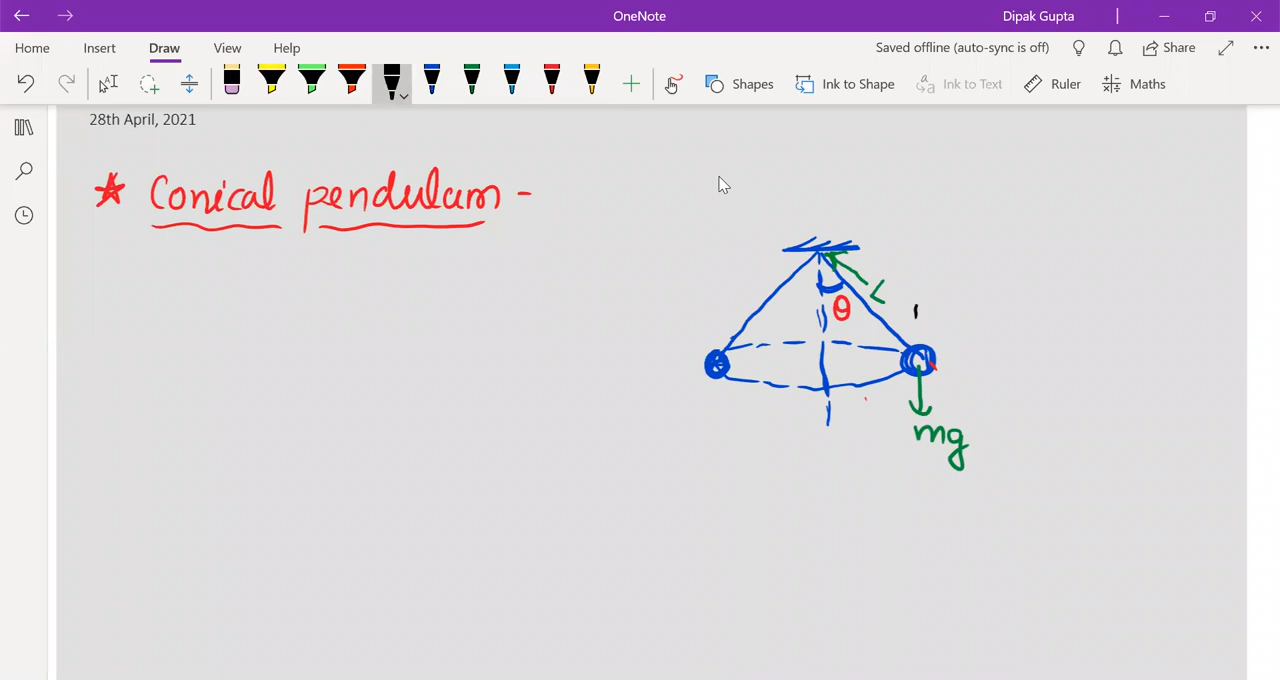 OneNote
Dipak Gupta
Home Insert Draw View Help
Saved offline (auto-sync is off)
Share
Shapes
Ink to Shape
Ink to Text
Ruler
Maths
28th April, 2021
★ Conical pendulam -
L
θ
mg